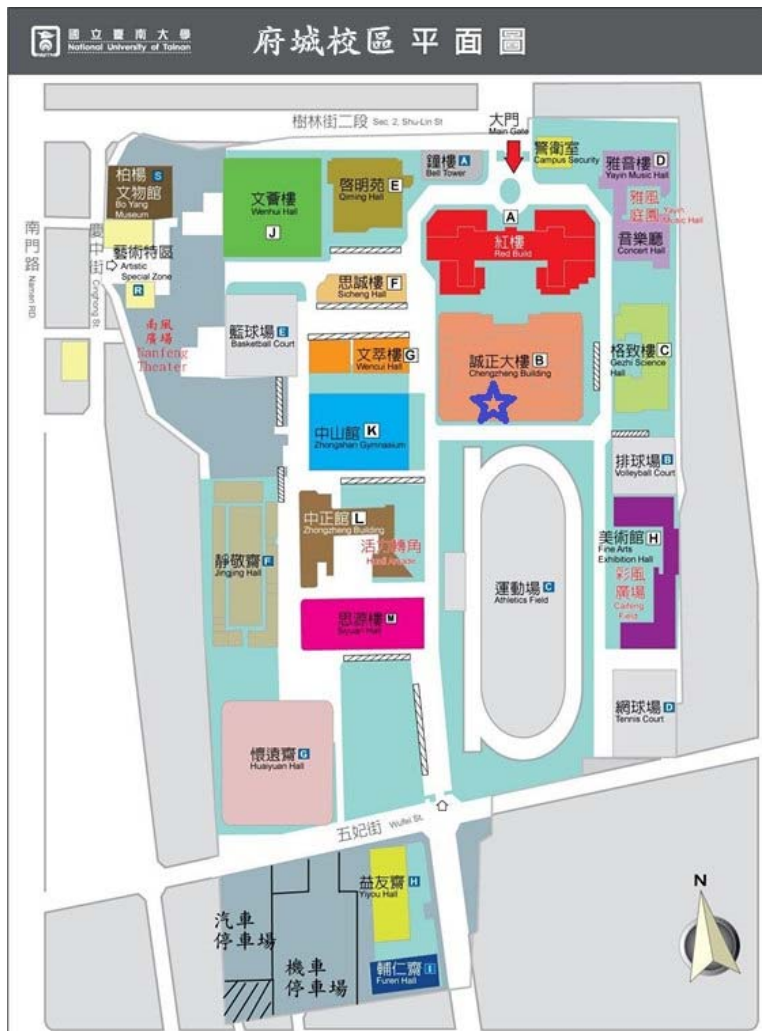 國立臺南大學
National University of Tainan
府城校區平面圖
樹林街二段 Sec. 2, Shu-Lin St
大門
Main Gate
警衛室
Campus Security
鐘樓 A
Bell Tower
雅音樓 D
Yayin Music Hall
雅風
庭園
Yayin
Music Hall
音樂廳
Concert Hall
柏楊 S
文物館
Bo Yang
Museum
文薈樓
Wenhui Hall
J
啓明苑 E
Qiming Hall
A
紅樓
Red Build
南門路 Nanan RD.
慶中街 Cinghong St.
藝術特區
Artistic
Special Zone
R
思誠樓 F
Sicheng Hall
南風
廣場
Nanfeng
Theater
籃球場 E
Basketball Court
文萃樓 G
Wencui Hall
誠正大樓 B
Chengzheng Building
格致樓 C
Gezhi Science
Hall
中山館 K
Zhongshan Gymnasium
排球場 B
Volleyball Court
中正館 L
Zhongzheng Building
活力轉角
靜敬齋 F
Jingjing Hall
美術館 H
Fine Arts
Exhibition Hall
彩風
廣場
Caifeng
Field
運動場 C
Athletics Field
思源樓 M
Siyuan Hall
網球場 D
Tennis Court
懷遠齋 G
Huaiyuan Hall
五妃街 Wufei St.
益友齋 H
Yiyou Hall
汽車
停車場
機車
停車場
輔仁齋 I
Furen Hall
N